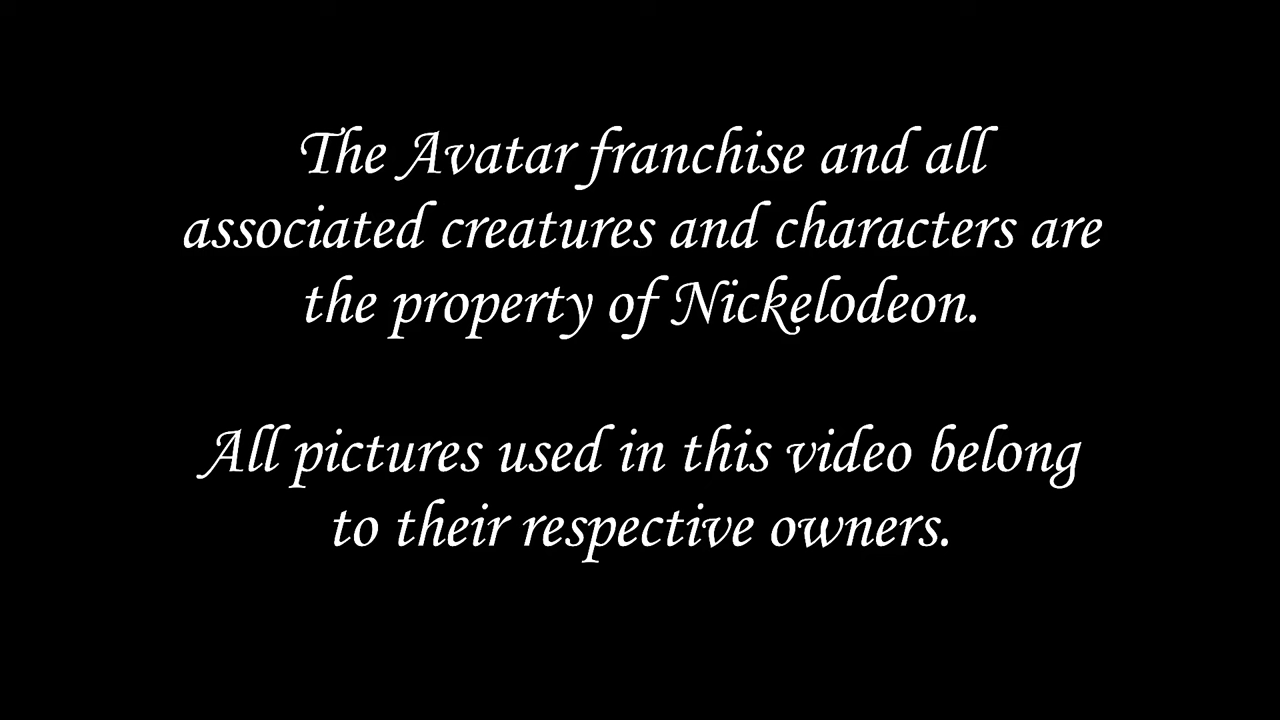 The Avatar franchise and all
associated creatures and characters are
the property of Nickelodeon.
All pictures used in this video belong
to their respective owners.